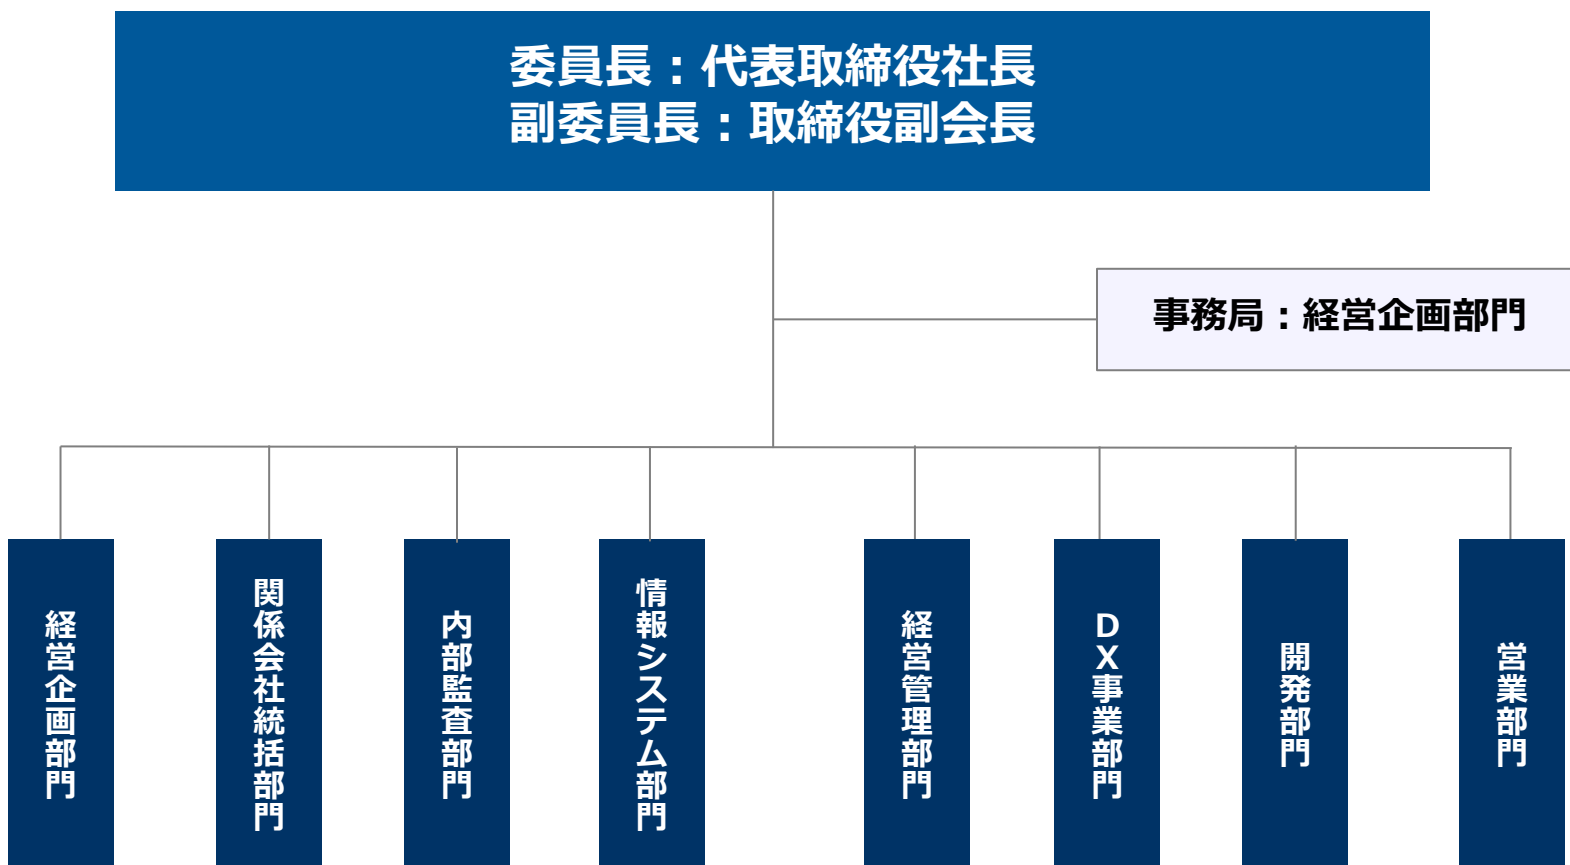 委員長：代表取締役社長
副委員長：取締役副会長
事務局：経営企画部門
経営企画部門
関係会社統括部門
内部監査部門
情報システム部門
経営管理部門
DX事業部門
開発部門
営業部門